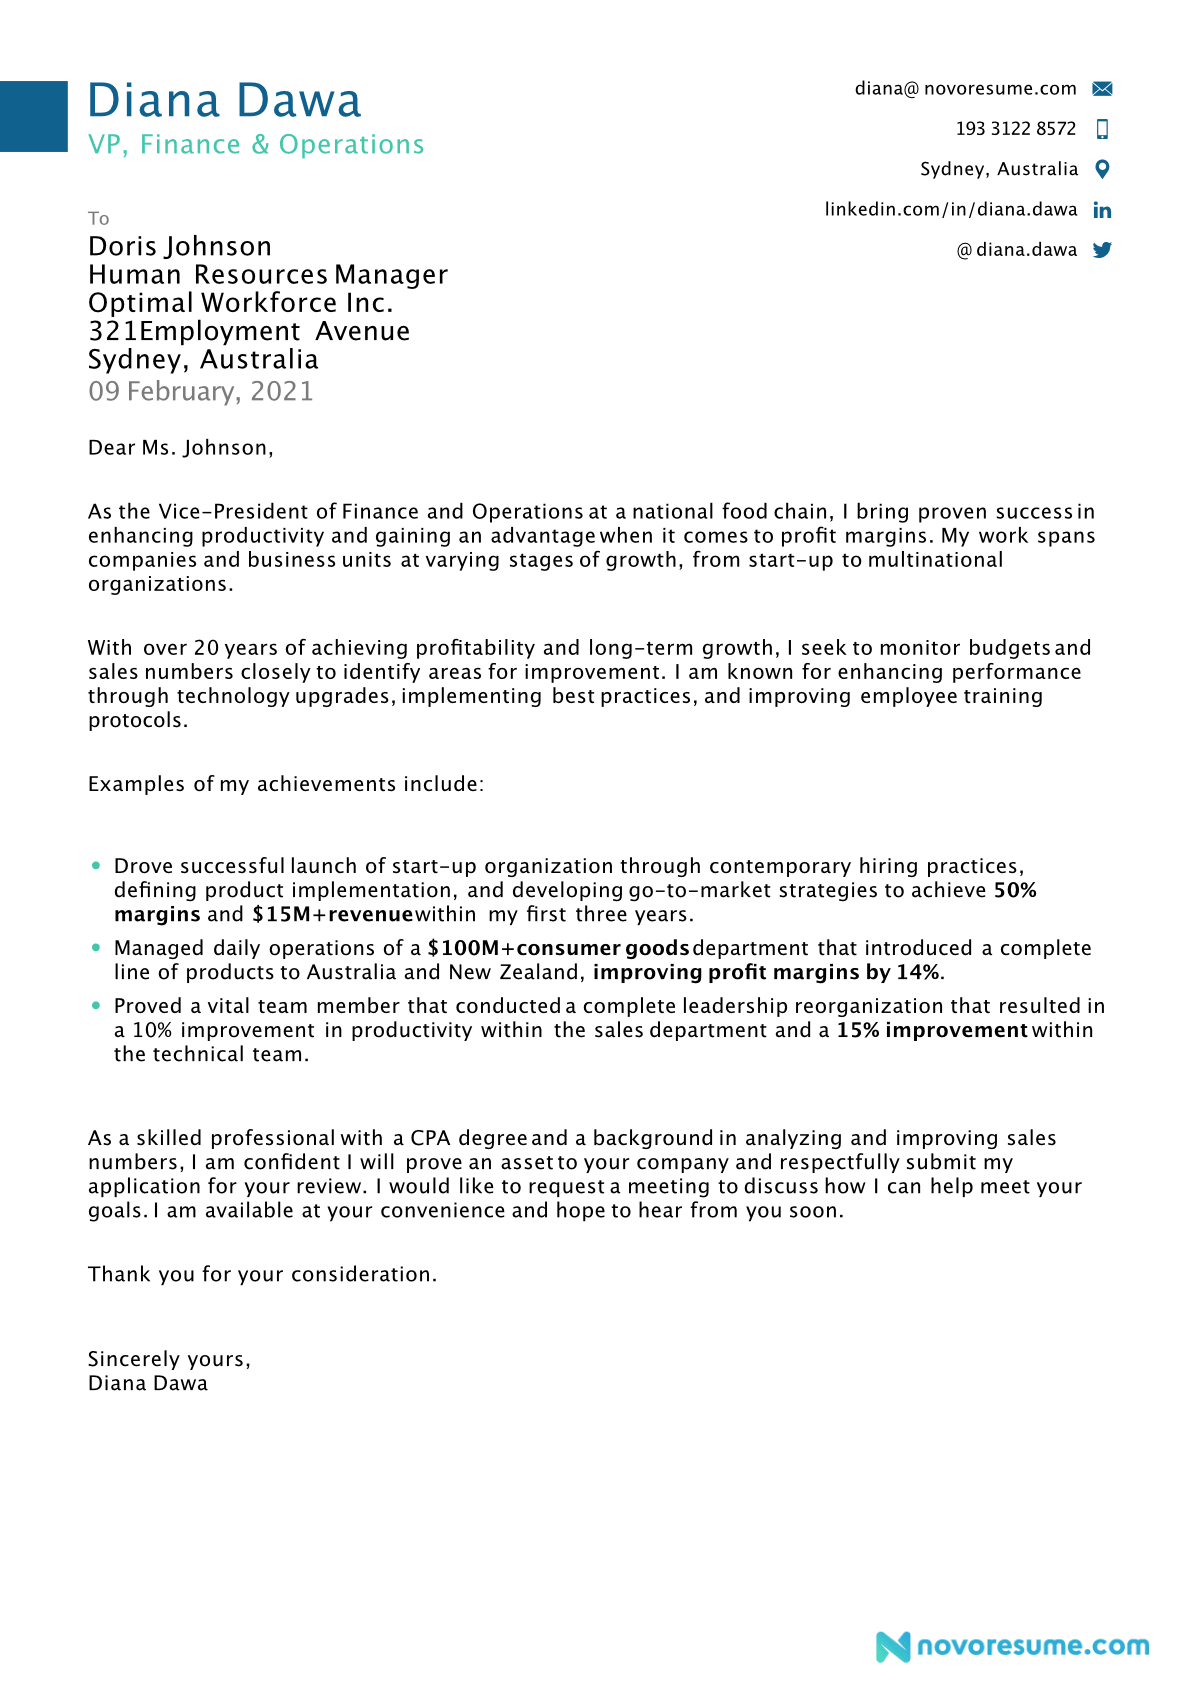 Diana Dawa
VP, Finance & Operations
diana@novoresume.com
193 3122 8572
Sydney, Australia
linkedin.com/in/diana.dawa
@diana.dawa
To
Doris Johnson
Human Resources Manager
Optimal Workforce Inc.
321Employment Avenue
Sydney, Australia
09 February, 2021
Dear Ms. Johnson,
As the Vice-President of Finance and Operations at a national food chain, I bring proven success in
enhancing productivity and gaining an advantage when it comes to profit margins. My work spans
companies and business units at varying stages of growth, from start-up to multinational
organizations.
With over 20 years of achieving profitability and long-term growth, I seek to monitor budgets and
sales numbers closely to identify areas for improvement. I am known for enhancing performance
through technology upgrades, implementing best practices, and improving employee training
protocols.
Examples of my achievements include:
• Drove successful launch of start-up organization through contemporary hiring practices,
defining product implementation, and developing go-to-market strategies to achieve 50%
margins and $15M+revenue within my first three years.
• Managed daily operations of a $100M+consumer goods department that introduced a complete
line of products to Australia and New Zealand, improving profit margins by 14%.
• Proved a vital team member that conducted a complete leadership reorganization that resulted in
a 10% improvement in productivity within the sales department and a 15% improvement within
the technical team.
As a skilled professional with a CPA degree and a background in analyzing and improving sales
numbers, I am confident I will prove an asset to your company and respectfully submit my
application for your review. I would like to request a meeting to discuss how I can help meet your
goals. I am available at your convenience and hope to hear from you soon.
Thank you for your consideration.
Sincerely yours,
Diana Dawa
novoresume.com